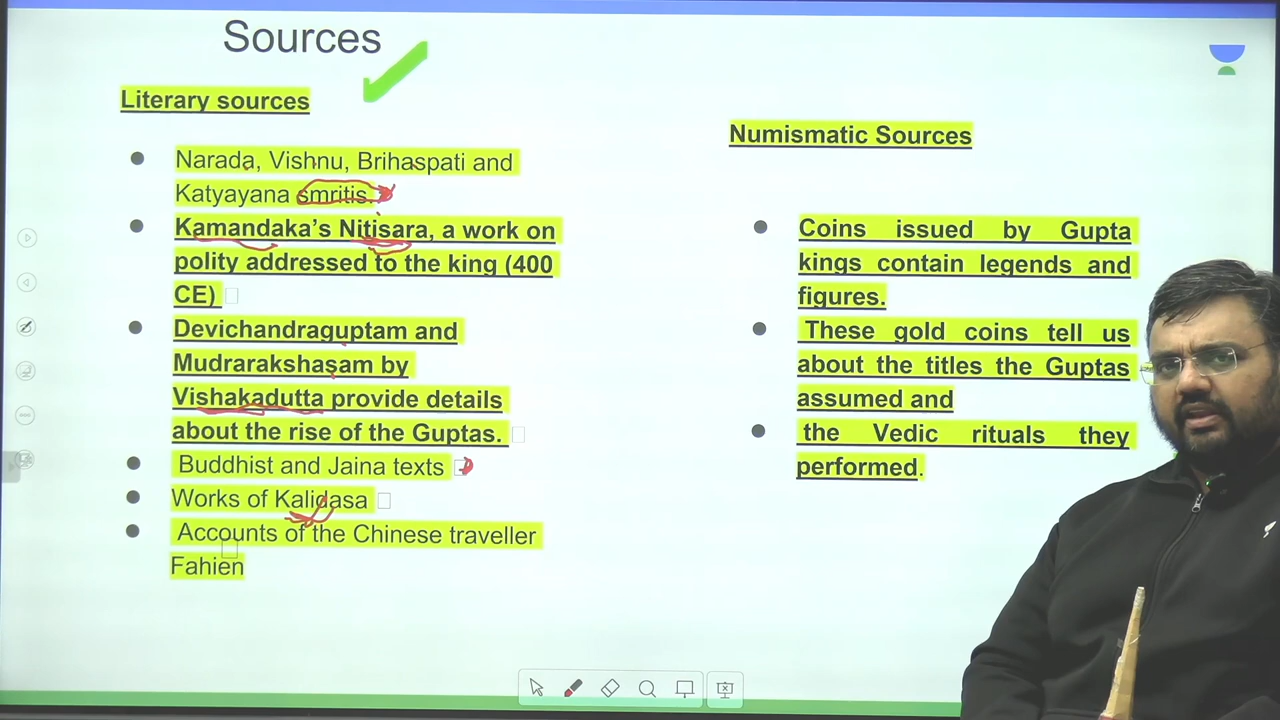 Sources
Literary sources
Narada, Vishnu, Brihaspati and
Katyayana smritis.
Kamandaka's Nitisara, a work on
polity addressed to the king (400
CE)
Devichandraguptam and
Mudrarakshasam by
Vishakadutta provide details
about the rise of the Guptas.
Buddhist and Jaina texts
Works of Kalidasa
Accounts of the Chinese traveller
Fahien
Numismatic Sources
Coins issued by Gupta
kings contain legends and
figures.
These gold coins tell us
about the titles the Guptas
assumed and
the Vedic rituals they
performed.